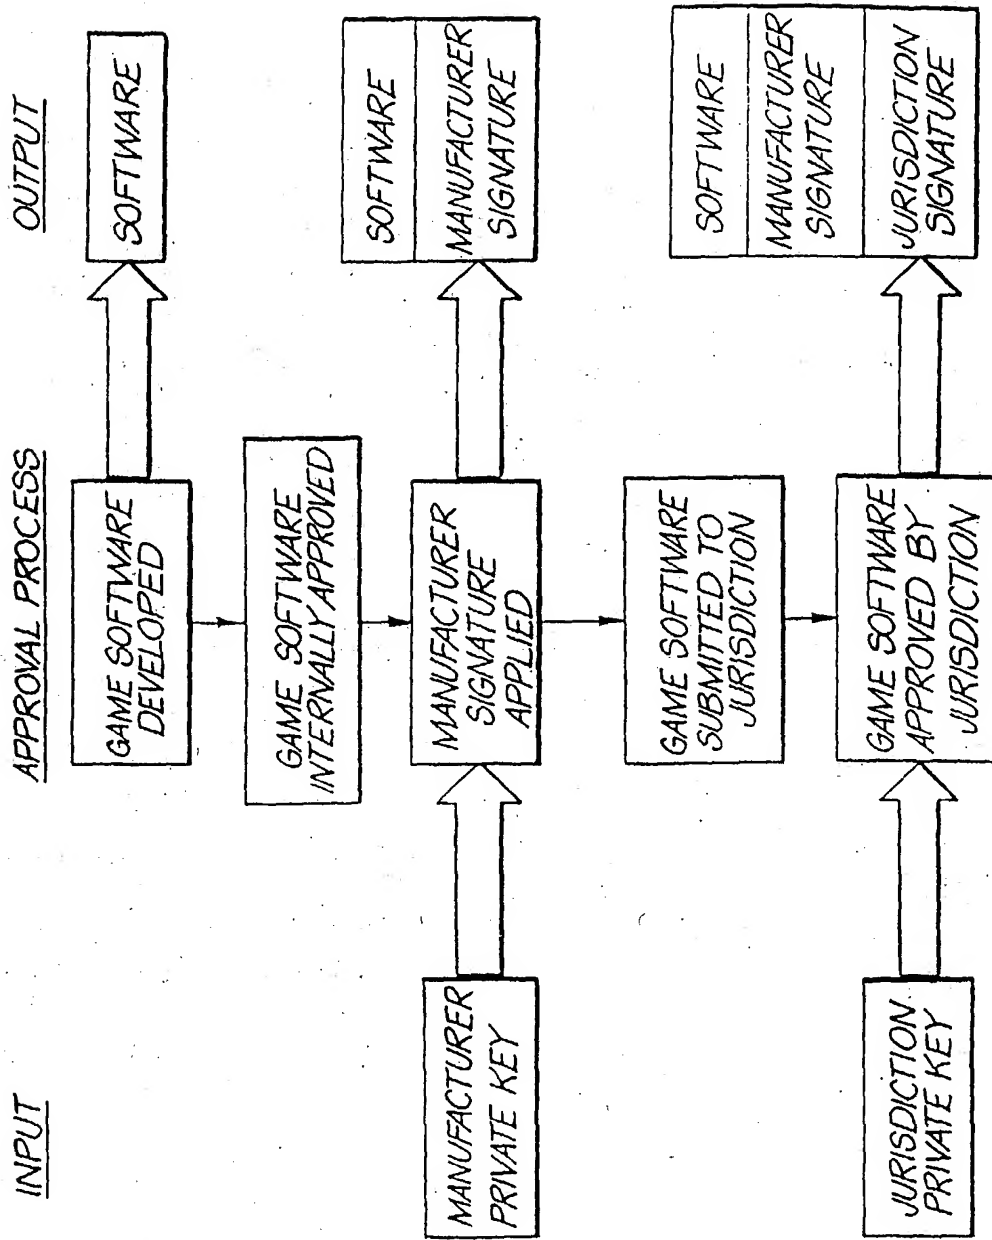 INPUT
APPROVAL PROCESS
OUTPUT
GAME SOFTWARE
DEVELOPED
SOFTWARE
GAME SOFTWARE
INTERNALLY APPROVED
MANUFACTURER
PRIVATE KEY
MANUFACTURER
SIGNATURE
APPLIED
SOFTWARE
MANUFACTURER
SIGNATURE
GAME SOFTWARE
SUBMITTED TO
JURISDICTION
JURISDICTION
PRIVATE KEY
GAME SOFTWARE
APPROVED BY
JURISDICTION
SOFTWARE
MANUFACTURER
SIGNATURE
JURISDICTION
SIGNATURE